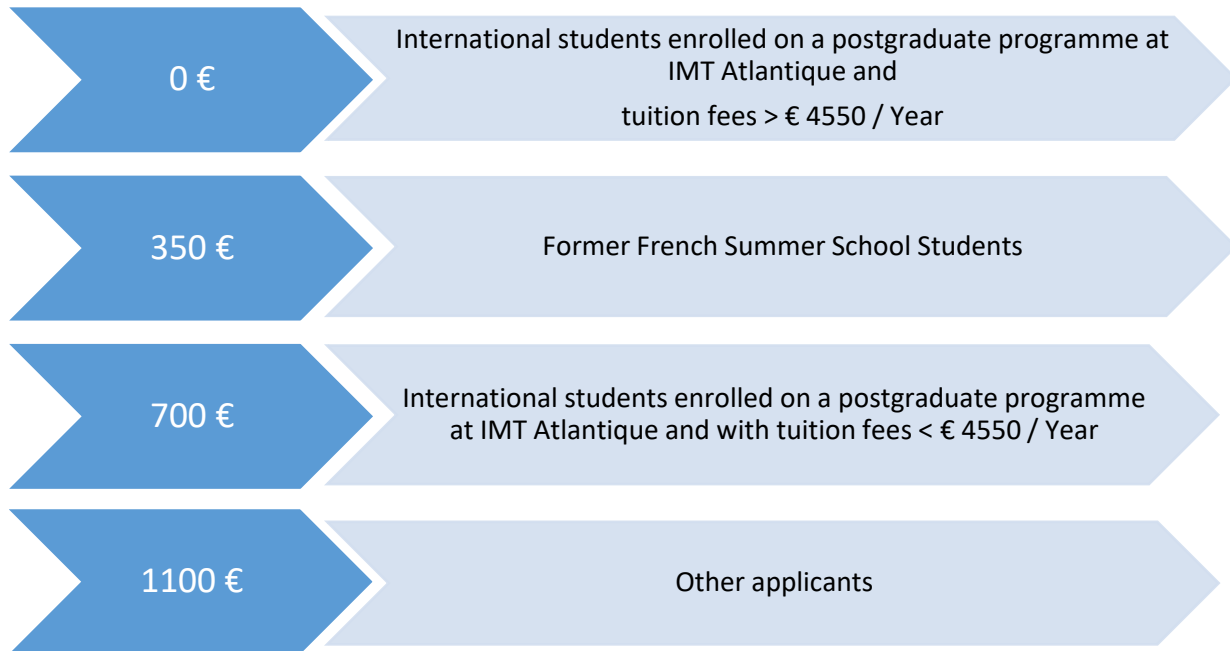 0 €
International students enrolled on a postgraduate programme at
IMT Atlantique and
tuition fees > € 4550 / Year
350 €
Former French Summer School Students
700 €
International students enrolled on a postgraduate programme
at IMT Atlantique and with tuition fees < € 4550 / Year
1100 €
Other applicants